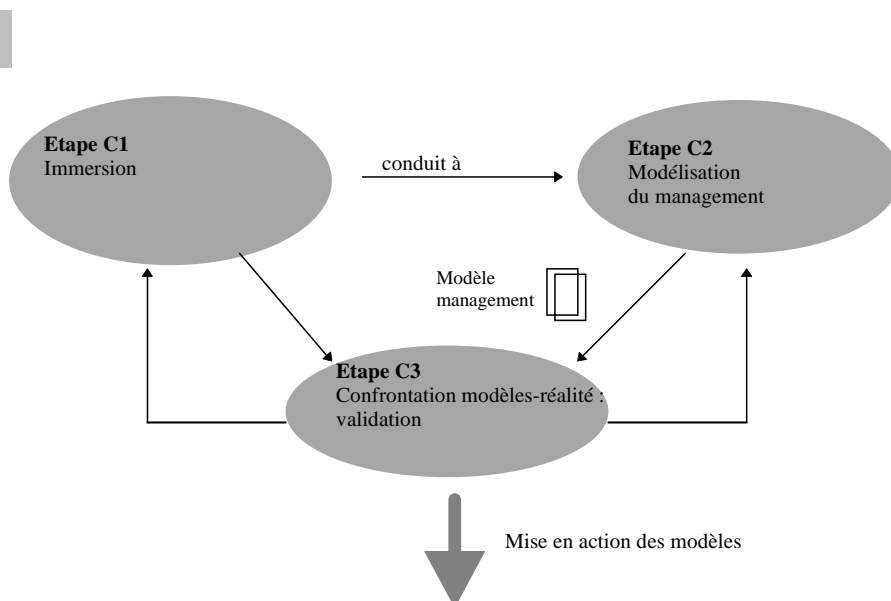 Etape C1
Immersion
conduit à
Etape C2
Modélisation
du management
Modèle
management
Etape C3
Confrontation modèles-réalité :
validation
Mise en action des modèles